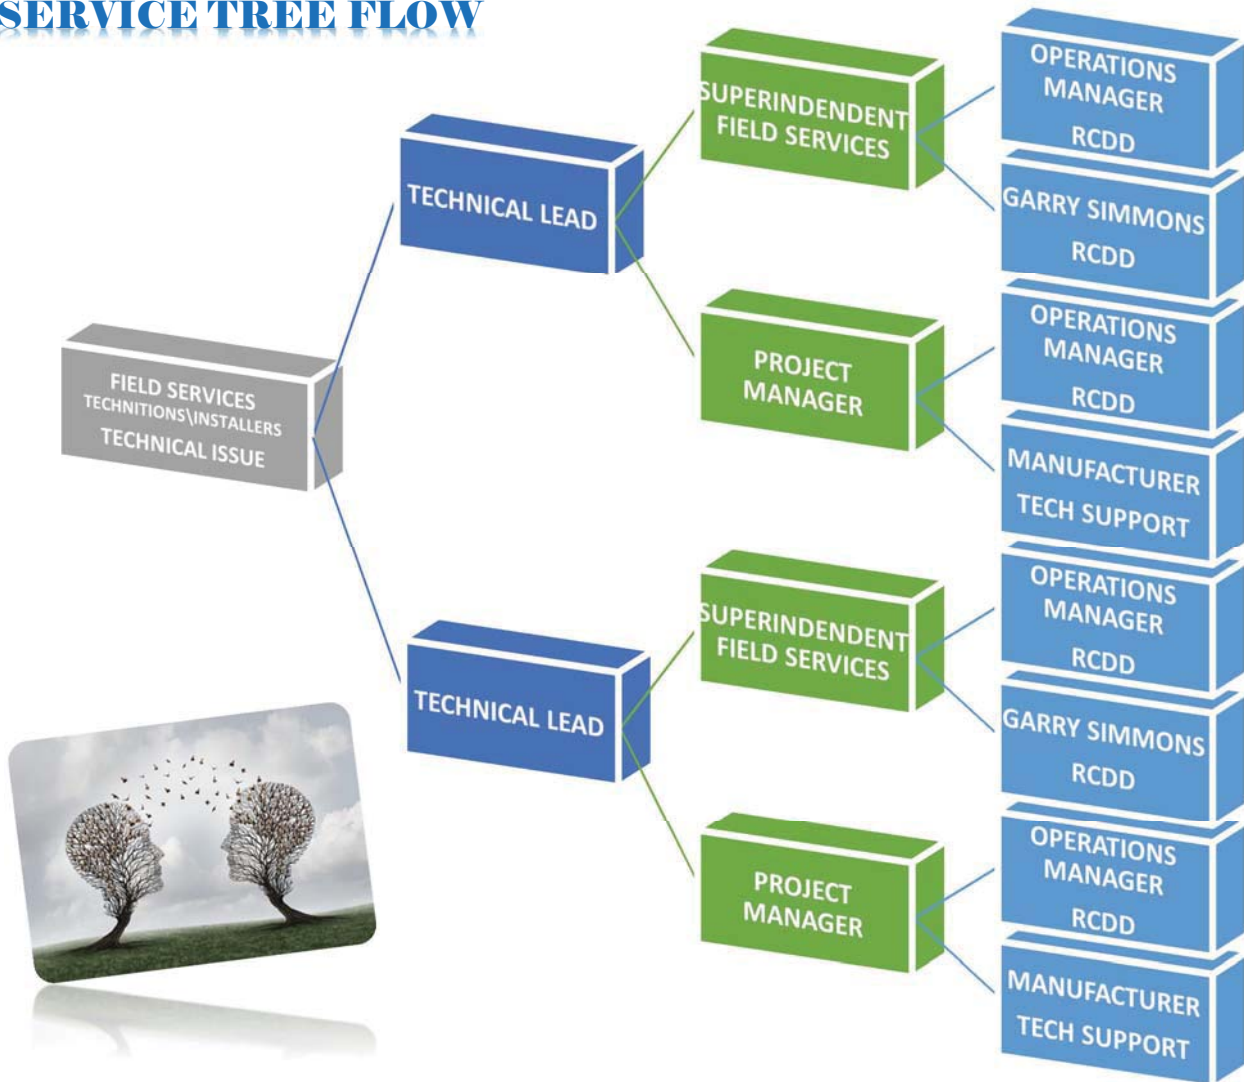 SERVICE TREE FLOW
FIELD SERVICES
TECHNITIONS\INSTALLERS
TECHNICAL ISSUE
TECHNICAL LEAD
SUPERINDENDENT
FIELD SERVICES
OPERATIONS
MANAGER
RCDD
GARRY SIMMONS
RCDD
PROJECT
MANAGER
OPERATIONS
MANAGER
RCDD
MANUFACTURER
TECH SUPPORT
TECHNICAL LEAD
SUPERINDENDENT
FIELD SERVICES
OPERATIONS
MANAGER
RCDD
GARRY SIMMONS
RCDD
PROJECT
MANAGER
OPERATIONS
MANAGER
RCDD
MANUFACTURER
TECH SUPPORT